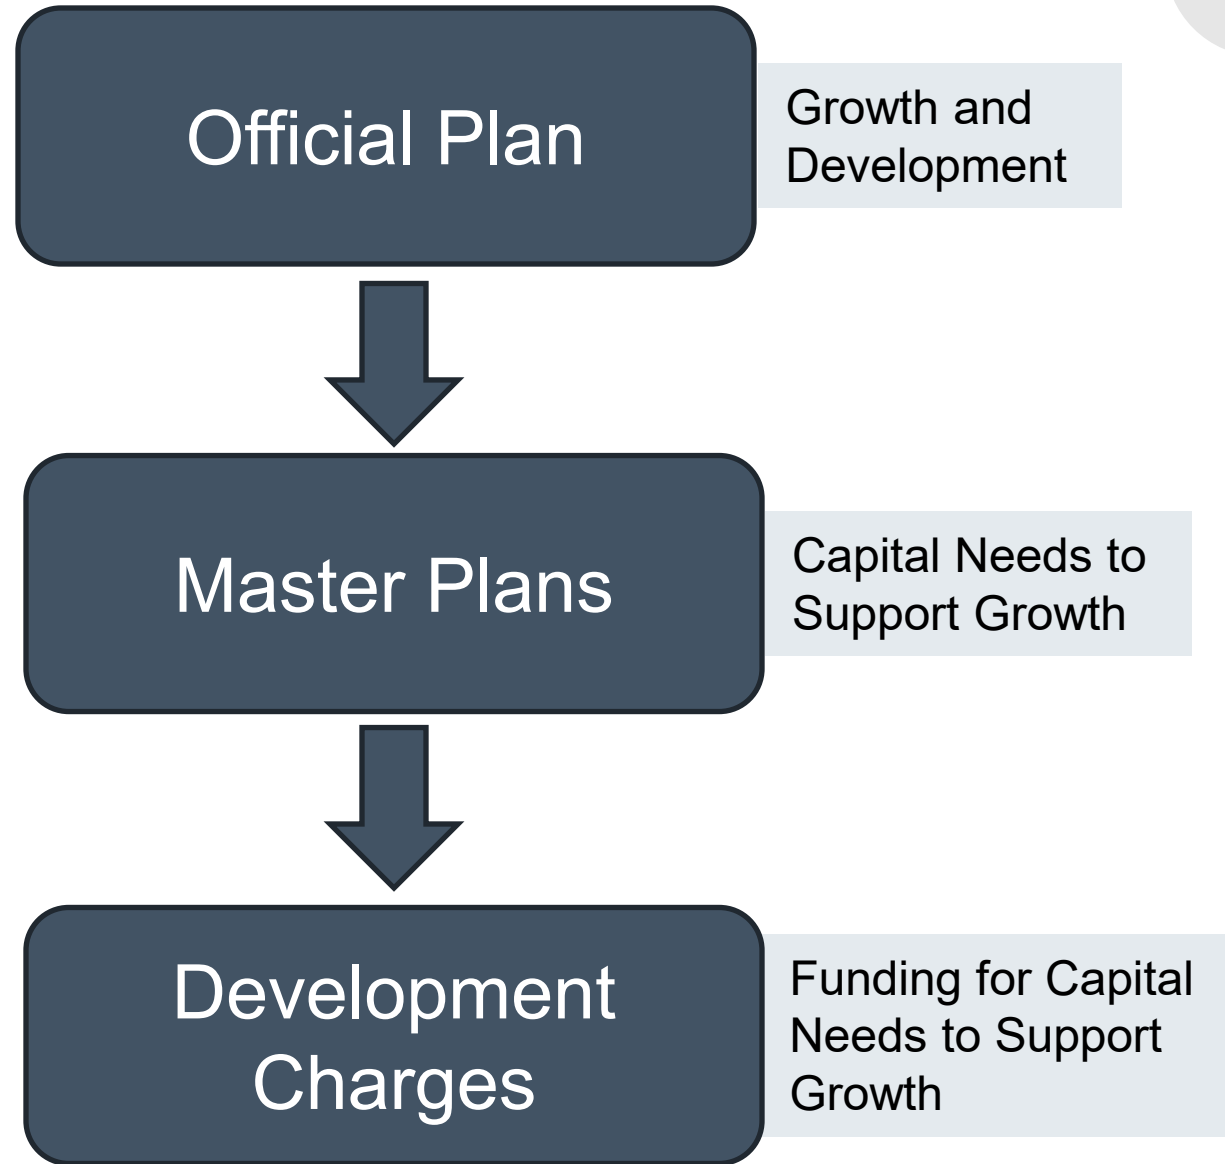 Official Plan
Growth and
Development
Master Plans
Capital Needs to
Support Growth
Development
Charges
Funding for Capital
Needs to Support
Growth